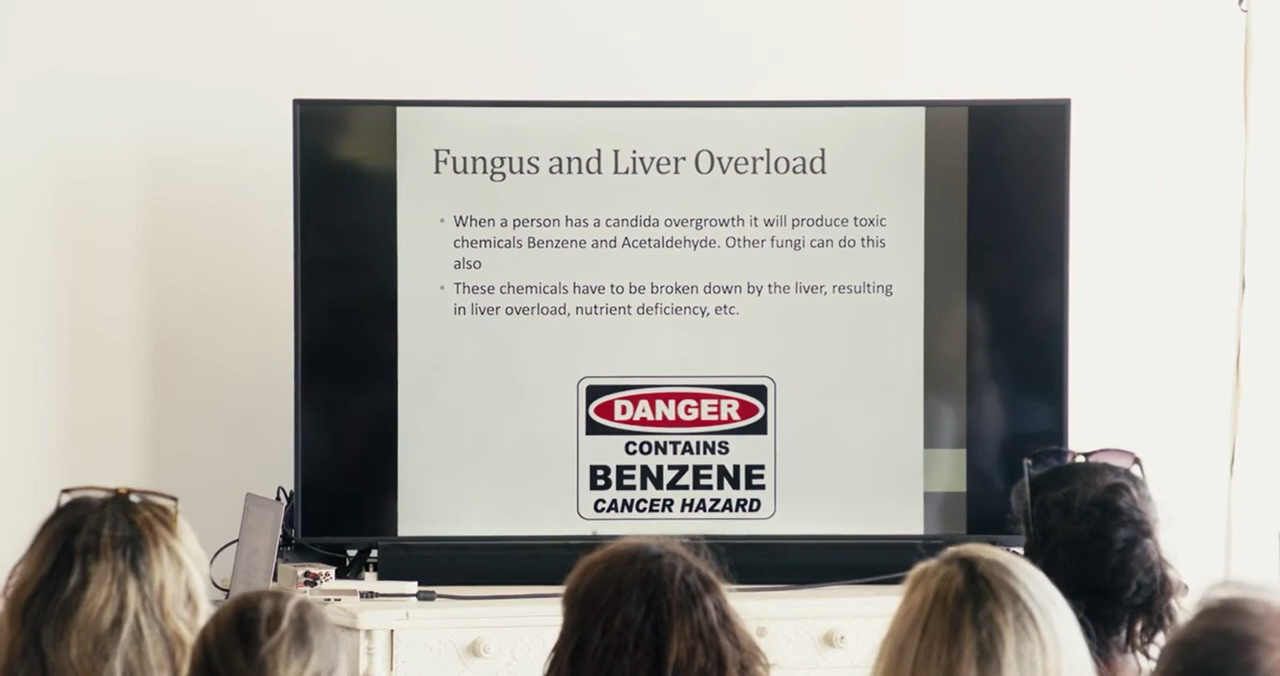 Fungus and Liver Overload
When a person has a candida overgrowth it will produce toxic
chemicals Benzene and Acetaldehyde. Other fungi can do this
also
These chemicals have to be broken down by the liver, resulting
in liver overload, nutrient deficiency, etc.
DANGER
CONTAINS
BENZENE
CANCER HAZARD